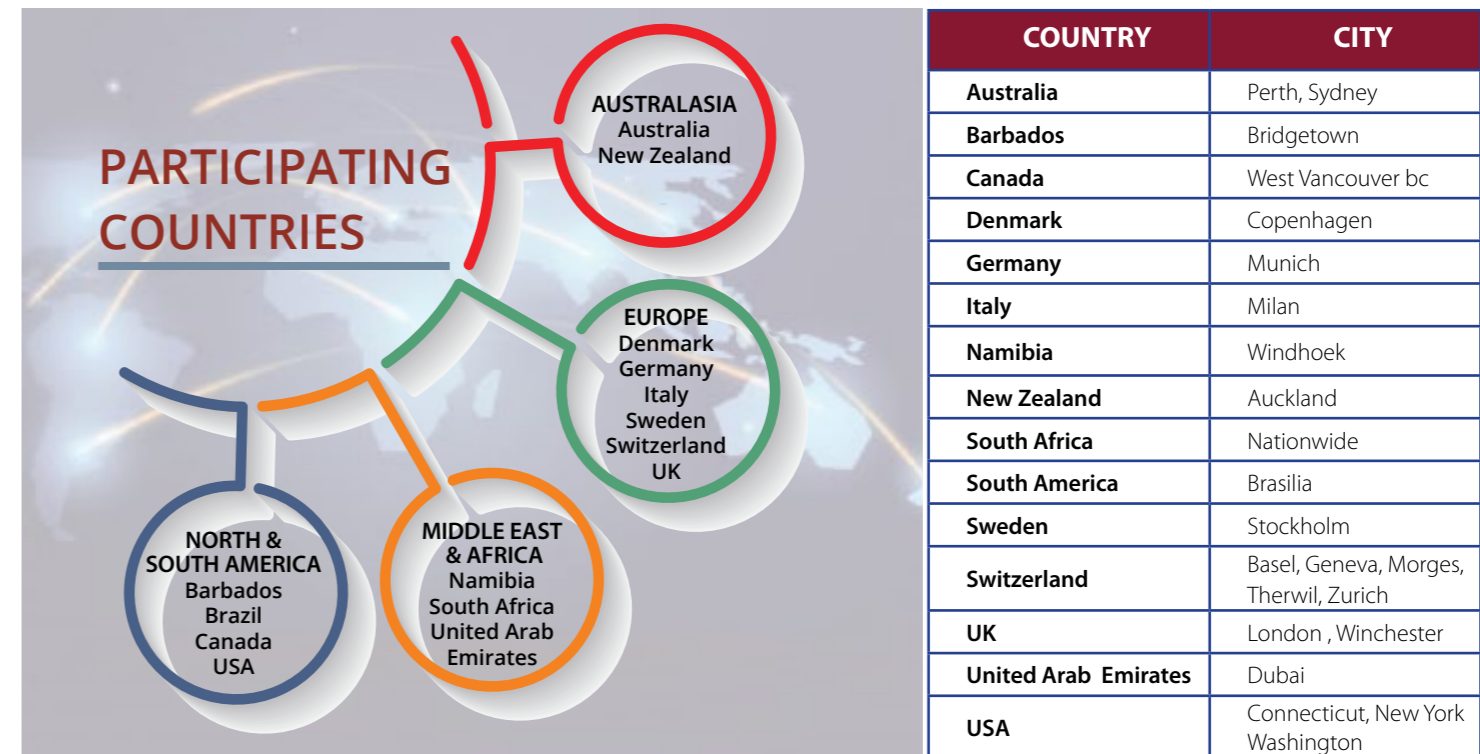 PARTICIPATING
COUNTRIES
AUSTRALASIA
Australia
New Zealand
EUROPE
Denmark
Germany
Italy
Sweden
Switzerland
UK
MIDDLE EAST
& AFRICA
Namibia
South Africa
United Arab
Emirates
NORTH &
SOUTH AMERICA
Barbados
Brazil
Canada
USA
COUNTRY CITY
Australia Perth, Sydney
Barbados Bridgetown
Canada West Vancouver bc
Denmark Copenhagen
Germany Munich
Italy Milan
Namibia Windhoek
New Zealand Auckland
South Africa Nationwide
South America Brasilia
Sweden Stockholm
Switzerland Basel, Geneva, Morges,
Therwil, Zurich
UK London , Winchester
United Arab Emirates Dubai
USA Connecticut, New York
Washington